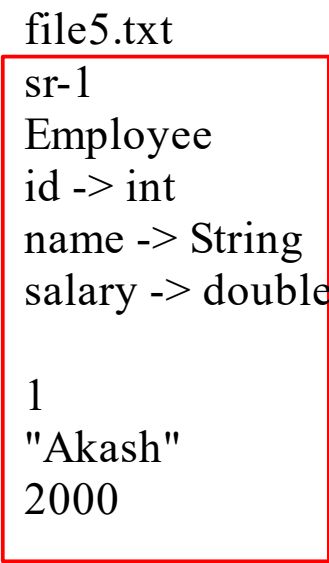 file5.txt
sr-1
Employee
id -> int
name -> String
salary -> double
1
"Akash"
2000